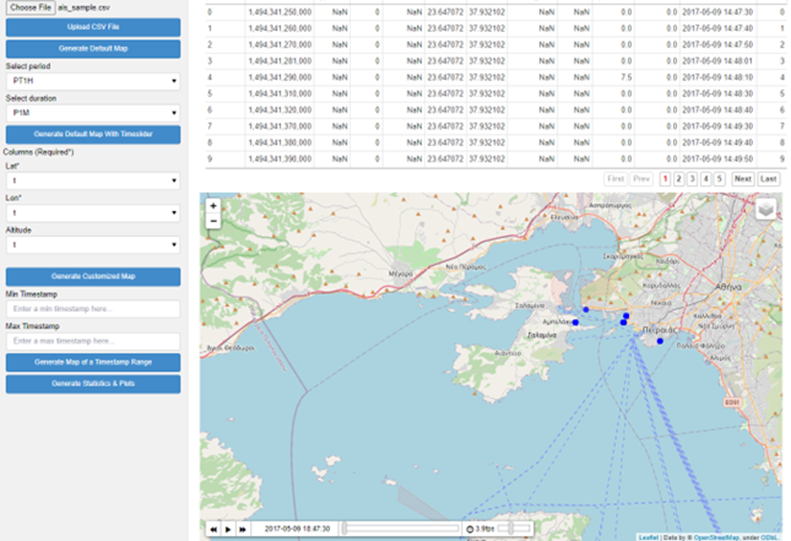 Choose File ais_sample.csv
Upload CSV File
Generate Default Map
Select period
PT1H
Select duration
P1M
Generate Default Map With Timeslider
Columns (Required*)
Lat*
t
Lon*
t
Altitude
t
Generate Customized Map
Min Timestamp
Enter a min timestamp here...
Max Timestamp
Enter a max timestamp here...
Generate Map of a Timestamp Range
Generate Statistics & Plots
0 1,494,341,250,000 NaN 0 NaN 23.647072 37.932102 NaN NaN 0.0 0.0 2017-05-09 14:47:30 0
1 1,494,341,260,000 NaN 0 NaN 23.647072 37.932102 NaN NaN 0.0 0.0 2017-05-09 14:47:40 1
2 1,494,341,270,000 NaN 0 NaN 23.647072 37.932102 NaN NaN 0.0 0.0 2017-05-09 14:47:50 2
3 1,494,341,281,000 NaN 0 NaN 23.647072 37.932102 NaN NaN 0.0 0.0 2017-05-09 14:48:01 3
4 1,494,341,290,000 NaN 0 NaN 23.647072 37.932102 NaN NaN 7.5 0.0 2017-05-09 14:48:10 4
5 1,494,341,310,000 NaN 0 NaN 23.647072 37.932102 NaN NaN 0.0 0.0 2017-05-09 14:48:30 5
6 1,494,341,320,000 NaN 0 NaN 23.647072 37.932102 NaN NaN 0.0 0.0 2017-05-09 14:48:40 6
7 1,494,341,370,000 NaN 0 NaN 23.647072 37.932102 NaN NaN 0.0 0.0 2017-05-09 14:49:30 7
8 1,494,341,380,000 NaN 0 NaN 23.647072 37.932102 NaN NaN 0.0 0.0 2017-05-09 14:49:40 8
9 1,494,341,390,000 NaN 0 NaN 23.647072 37.932102 NaN NaN 0.0 0.0 2017-05-09 14:49:50 9
First Prev 1 2 3 4 5 Next Last
+
−
Ασπρόπυργος
Ελευσίνα
Σκαραμαγκάς
Νέα Πέραμος
Μέγαρα
Χαϊδάρι
Κορυδαλλός
Αθήνα
Νίκαια
Σαλαμίνα
Αμπελάκια
Καλλιθέα
Νέα Σμύρνη
Πειραιάς
Σαλαμίνα
Παλαιό Φάληρο
Άγιοι Θεόδωροι
Αιάντειο
Άλιμος
2017-05-09 18:47:30
3.9fps
Leaflet | Data by © OpenStreetMap, under ODbL.